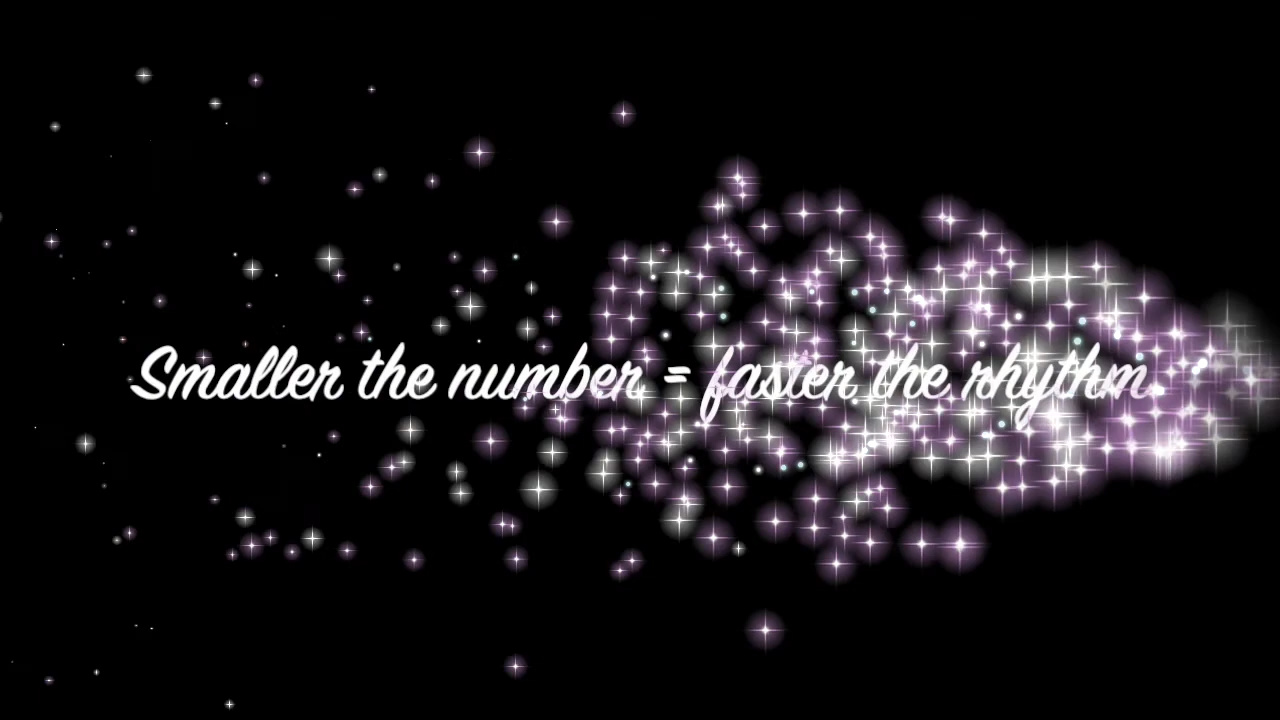 Smaller the number = faster the rhythm.